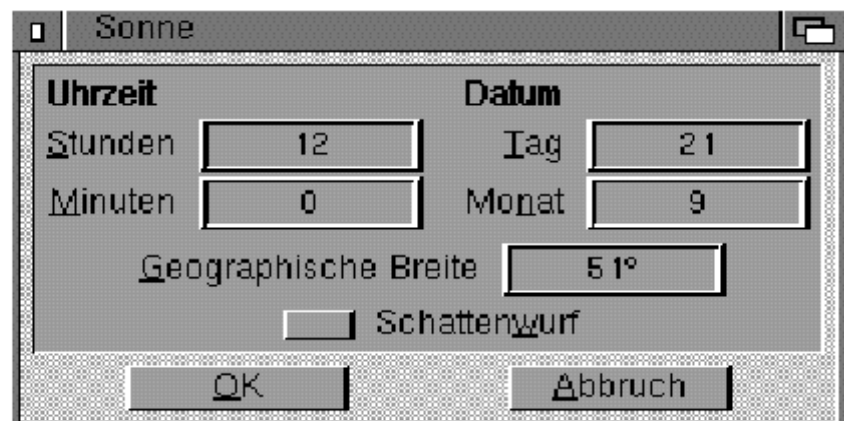 Sonne
Uhrzeit Datum
Stunden 12 Tag 21
Minuten 0 Monat 9
Geographische Breite 51°
Schattenwurf
OK Abbruch